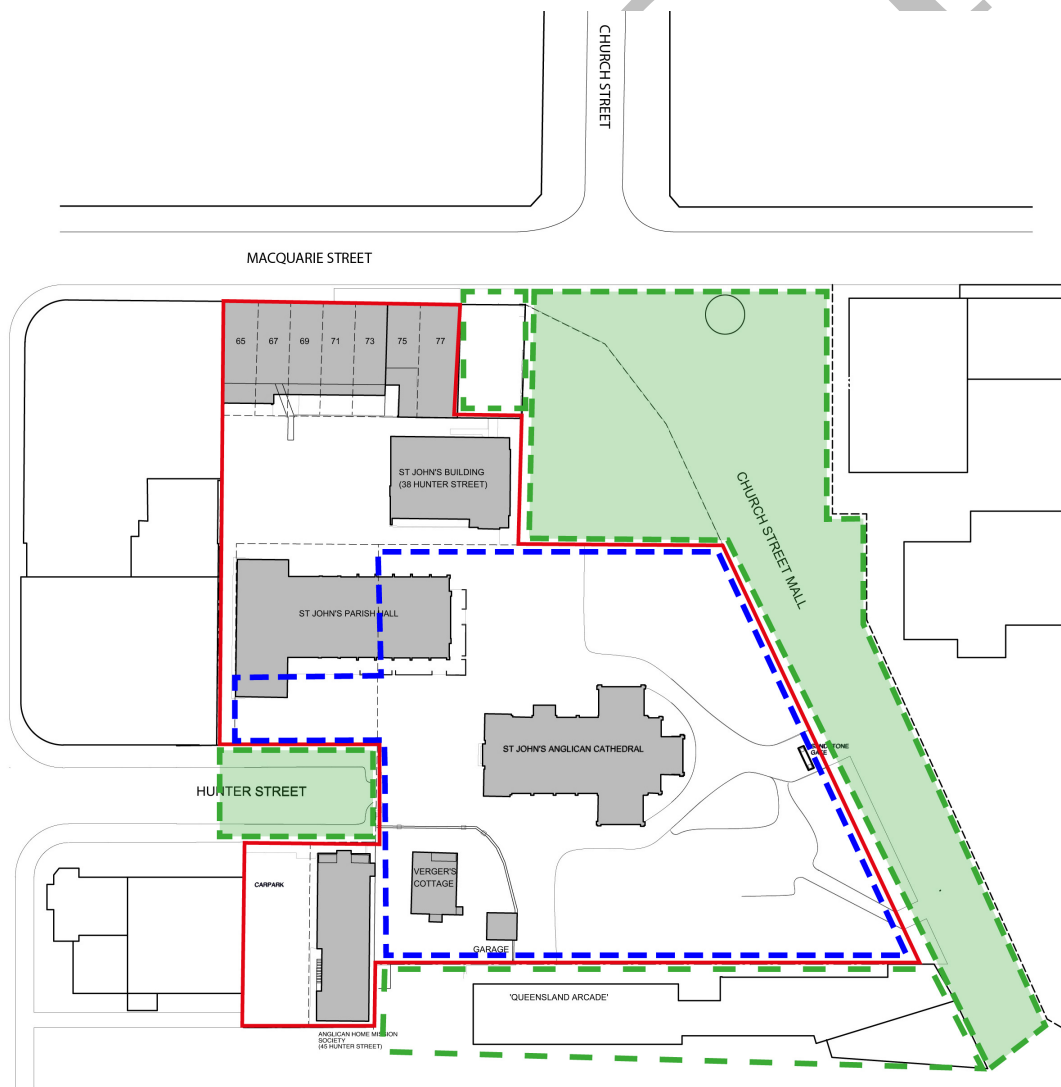 CHURCH STREET
MACQUARIE STREET
65
67
69
71
73
75
77
ST JOHN'S BUILDING
(38 HUNTER STREET)
CHURCH STREET MALL
ST JOHN'S PARISH HALL
ST JOHN'S ANGLICAN CATHEDRAL
SANDSTONE
GATE
HUNTER STREET
VERGER'S
COTTAGE
CARPARK
GARAGE
'QUEENSLAND ARCADE'
ANGLICAN HOME MISSION
SOCIETY
(45 HUNTER STREET)